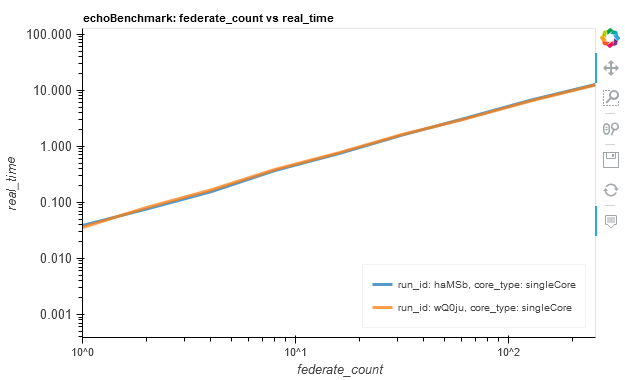 echoBenchmark: federate_count vs real_time
100.000
10.000
1.000
0.100
0.010
0.001
real_time
run_id: haMSb, core_type: singleCore
run_id: wQ0ju, core_type: singleCore
10^0
10^1
10^2
federate_count